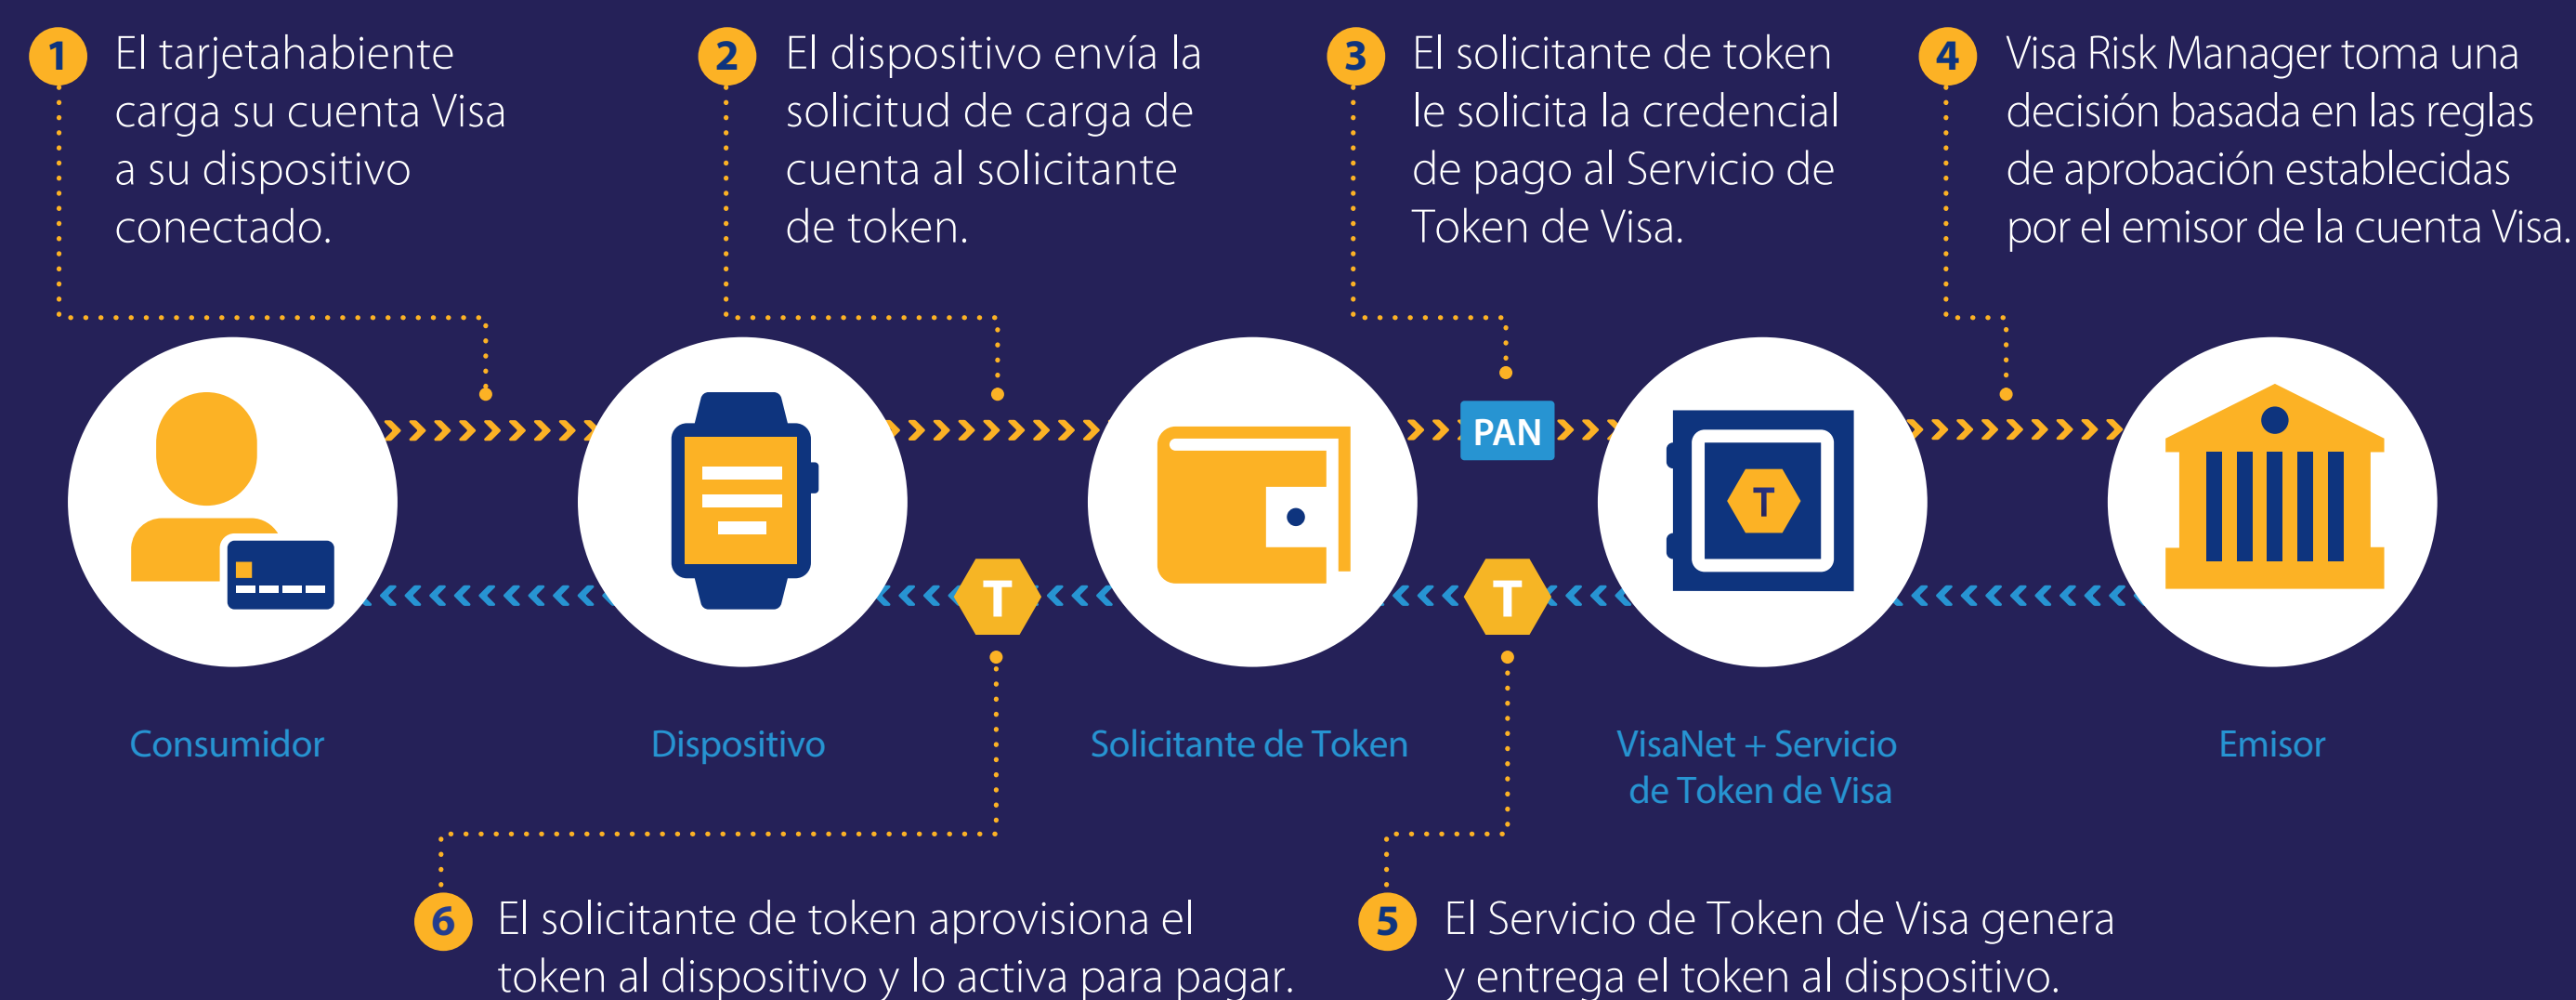 1
El tarjetahabiente
carga su cuenta Visa
a su dispositivo
conectado.
2
El dispositivo envía la
solicitud de carga de
cuenta al solicitante
de token.
3
El solicitante de token
le solicita la credencial
de pago al Servicio de
Token de Visa.
4
Visa Risk Manager toma una
decisión basada en las reglas
de aprobación establecidas
por el emisor de la cuenta Visa.
PAN
T
T
T
Consumidor
Dispositivo
Solicitante de Token
VisaNet + Servicio
de Token de Visa
Emisor
6
El solicitante de token aprovisiona el
token al dispositivo y lo activa para pagar.
5
El Servicio de Token de Visa genera
y entrega el token al dispositivo.